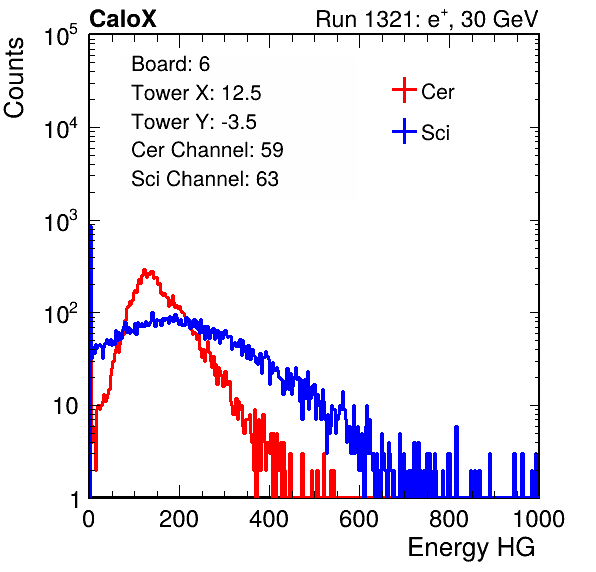 CaloX Run 1321: e⁺, 30 GeV
Board: 6
Tower X: 12.5
Tower Y: -3.5
Cer Channel: 59
Sci Channel: 63
Cer
Sci
Counts
10⁵
10⁴
10³
10²
10
1
0 200 400 600 800 1000
Energy HG